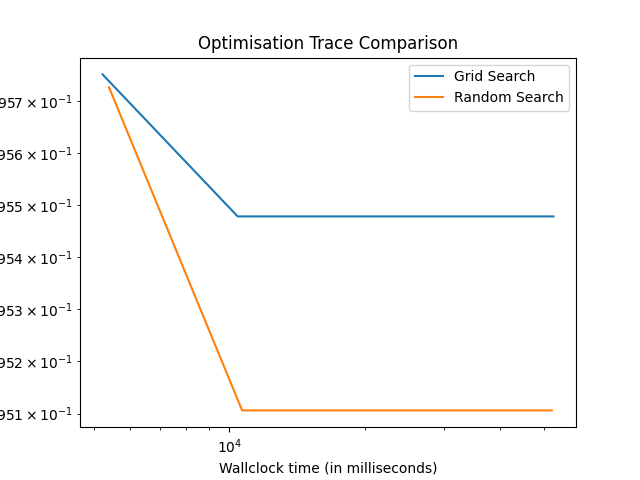 Optimisation Trace Comparison
Grid Search
Random Search
957 × 10⁻¹
956 × 10⁻¹
955 × 10⁻¹
954 × 10⁻¹
953 × 10⁻¹
952 × 10⁻¹
951 × 10⁻¹
10⁴
Wallclock time (in milliseconds)